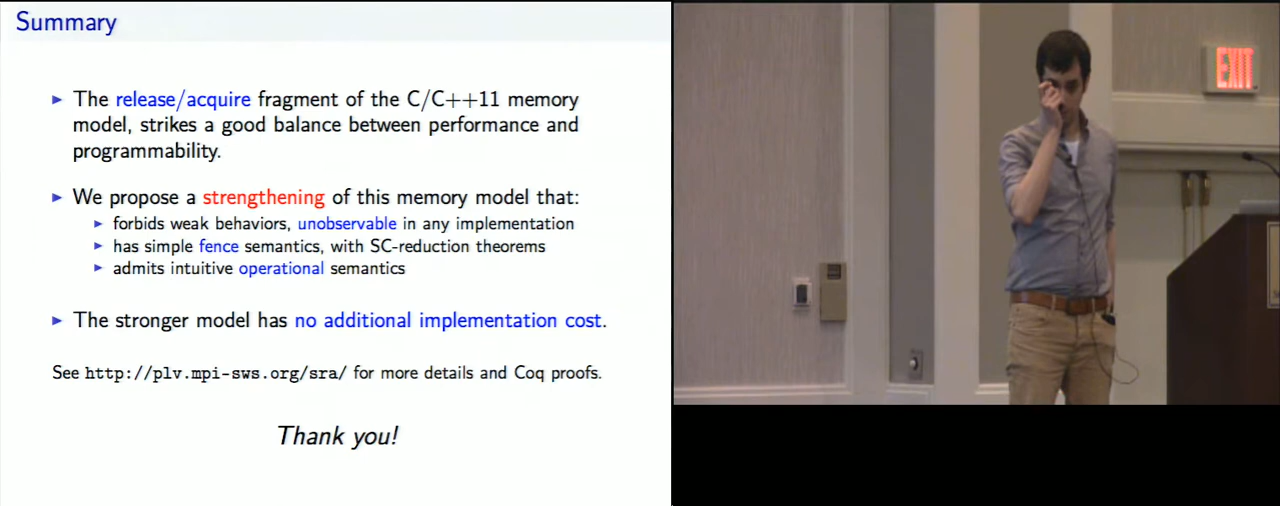 Summary
▶ The release/acquire fragment of the C/C++11 memory
model, strikes a good balance between performance and
programmability.
▶ We propose a strengthening of this memory model that:
▶ forbids weak behaviors, unobservable in any implementation
▶ has simple fence semantics, with SC-reduction theorems
▶ admits intuitive operational semantics
▶ The stronger model has no additional implementation cost.
See http://plv.mpi-sws.org/sra/ for more details and Coq proofs.
Thank you!
EXIT